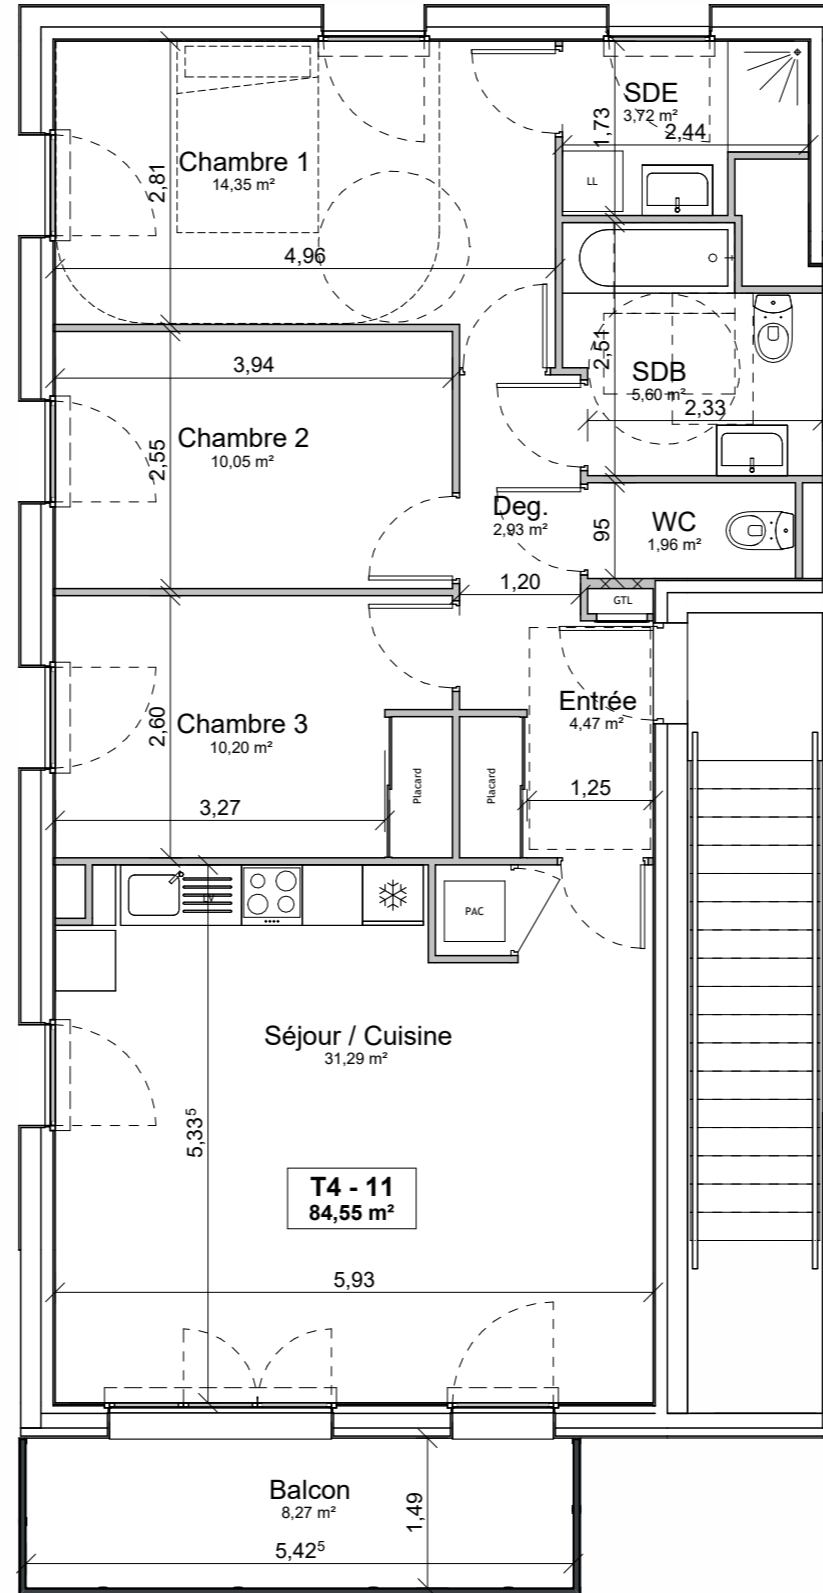 SDE
3,72 m²
1,73
2,44
LL
Chambre 1
14,35 m²
2,81
4,96
3,94
2,51
SDB
5,60 m²
2,33
Chambre 2
10,05 m²
2,55
Deg.
2,93 m²
95
WC
1,96 m²
1,20
GTL
Entrée
4,47 m²
Chambre 3
10,20 m²
2,60
Placard
Placard
1,25
3,27
LV
PAC
Séjour / Cuisine
31,29 m²
5,33⁵
T4 - 11
84,55 m²
5,93
Balcon
8,27 m²
1,49
5,42⁵